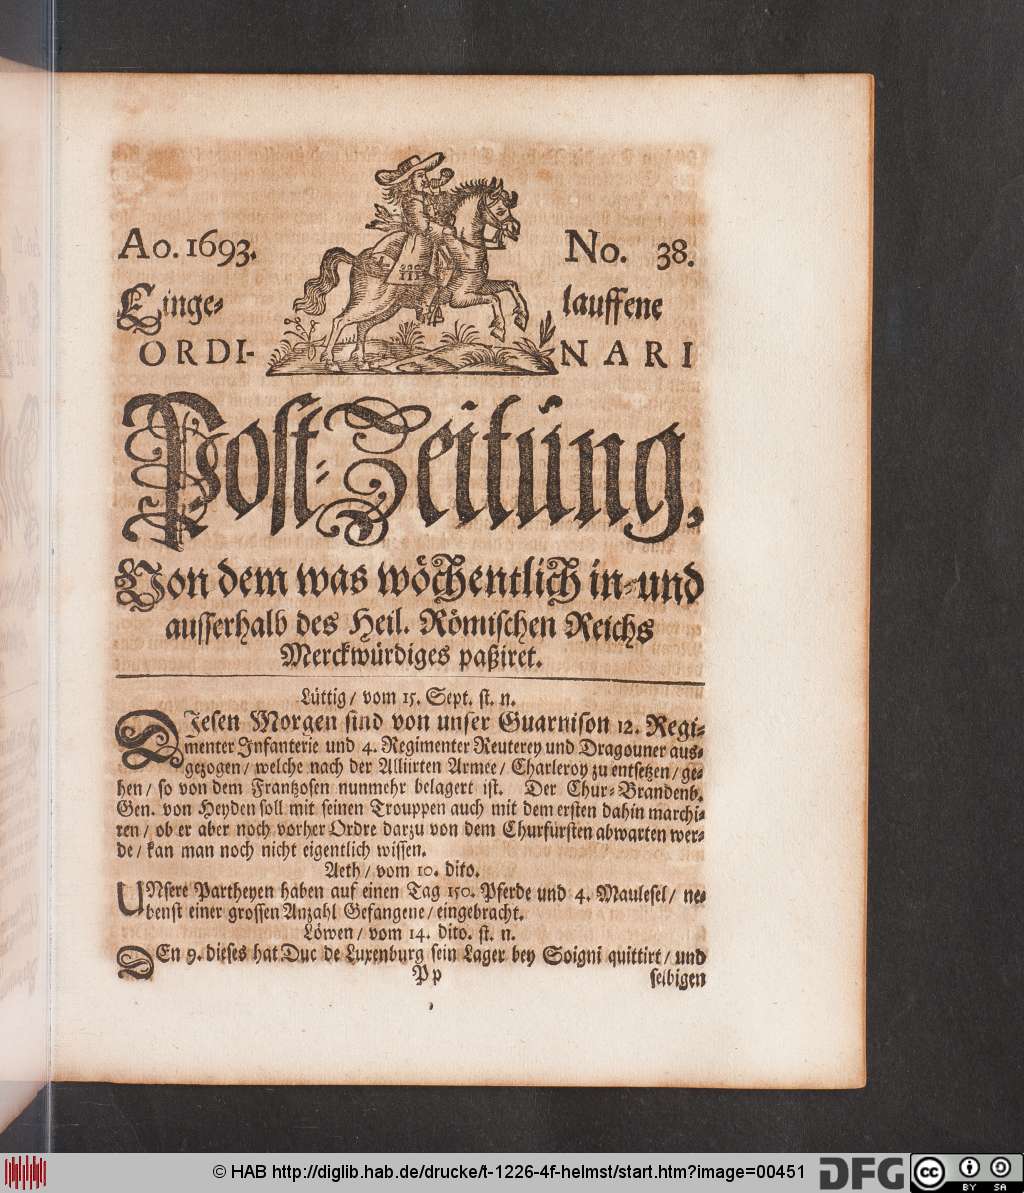 Ao. 1693.
No. 38.
Einge-
lauffene
ORDI-
NARI
Post-Zeitung,
Von dem was wöchentlich in-und
ausserhalb des Heil. Römischen Reichs
Merckwürdiges paßiret.
Lüttig / vom 15. Sept. st. n.
DIesen Morgen sind von unser Guarnison 12. Regi-
menter Infanterie und 4. Regimenter Reuterey und Dragouner aus-
gezogen / welche nach der Alliirten Armee / Charleroy zu entsetzen / ge-
hen / so von dem Frantzosen nunmehr belagert ist. Der Chur-Brandenb.
Gen. von Heyden soll mit seinen Trouppen auch mit dem ersten dahin marchi-
ren / ob er aber noch vorher Ordre darzu von dem Churfürsten abwarten wer-
de / kan man noch nicht eigentlich wissen.
Aeth / vom 10. dito.
UNsere Partheyen haben auf einen Tag 150. Pferde und 4. Maulesel / ne-
benst einer grossen Anzahl Gefangene / eingebracht.
Löwen / vom 14. dito. st. n.
DEn 9. dieses hat Duc de Luxenburg sein Lager bey Soigni quittirt / und
Pp
selbigen
© HAB http://diglib.hab.de/drucke/t-1226-4f-helmst/start.htm?image=00451
DFG
cc
BY SA